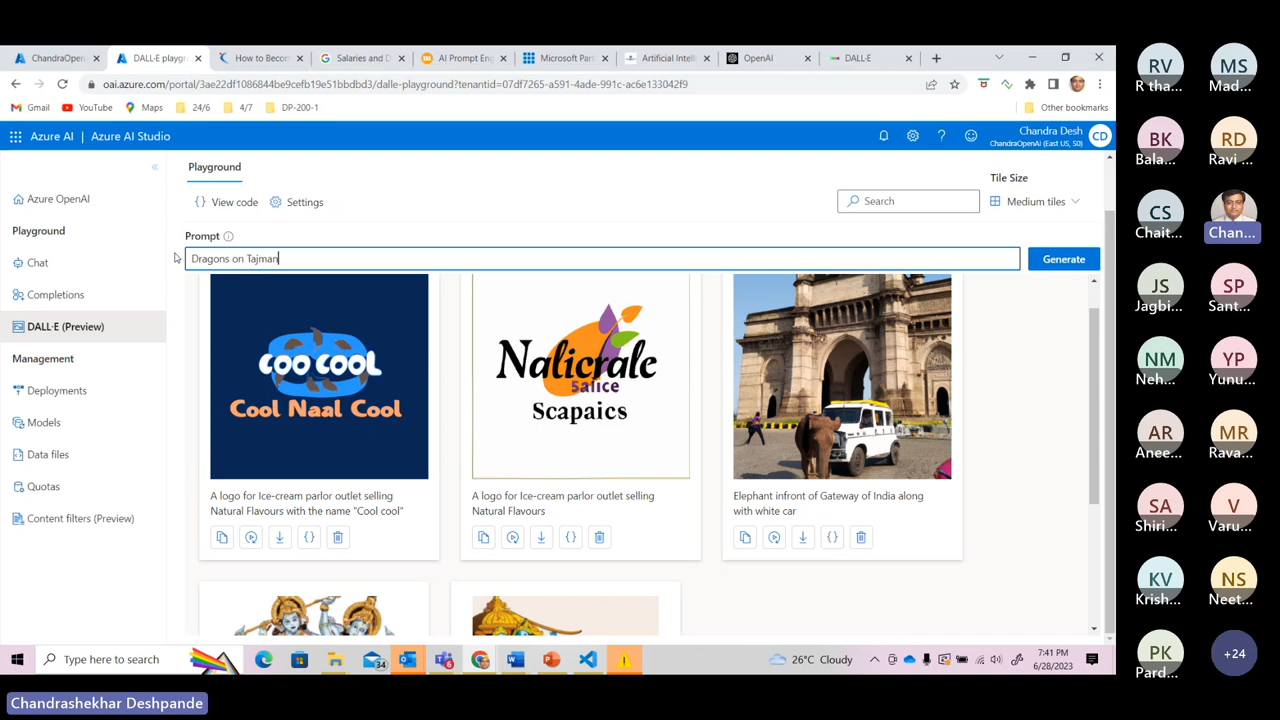 ChandraOpen
DALL·E playgro
How to Becon
Salaries and D
AI Prompt En
Microsoft Par
Artificial Intell
OpenAI
DALL·E
oai.azure.com/portal/3ae22df1086844be9cefb19e51bbdbd3/dalle-playground?tenantid=07df7265-a591-4ade-991c-ac6e133042f9
Gmail
YouTube
Maps
24/6
4/7
DP-200-1
Other bookmarks
Azure AI | Azure AI Studio
Chandra Desh
ChandraOpenAI (East US, S0)
CD
Azure OpenAI
Playground
Chat
Completions
DALL·E (Preview)
Management
Deployments
Models
Data files
Quotas
Content filters (Preview)
Playground
View code
Settings
Search
Tile Size
Medium tiles
Prompt
Dragons on Tajman
Generate
COO COOL
Cool Naal Cool
A logo for Ice-cream parlor outlet selling
Natural Flavours with the name "Cool cool"
Nalicrale
Salice
Scapaics
A logo for Ice-cream parlor outlet selling
Natural Flavours
Elephant infront of Gateway of India along
with white car
Type here to search
34
26°C Cloudy
7:41 PM
6/28/2023
RV
R tha...
MS
Mad...
BK
Bala...
RD
Ravi ...
CS
Chait...
Chan...
JS
Jagbi...
SP
Sant...
NM
Neh...
YP
Yunu...
AR
Anee...
MR
Rava...
SA
Shiri...
V
Varu...
KV
Krish...
NS
Neet...
PK
Pard...
+24
Chandrashekhar Deshpande